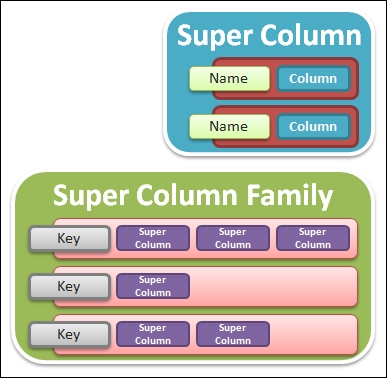 Super Column
Name Column
Name Column
Super Column Family
Key Super Column Super Column Super Column
Key Super Column
Key Super Column Super Column